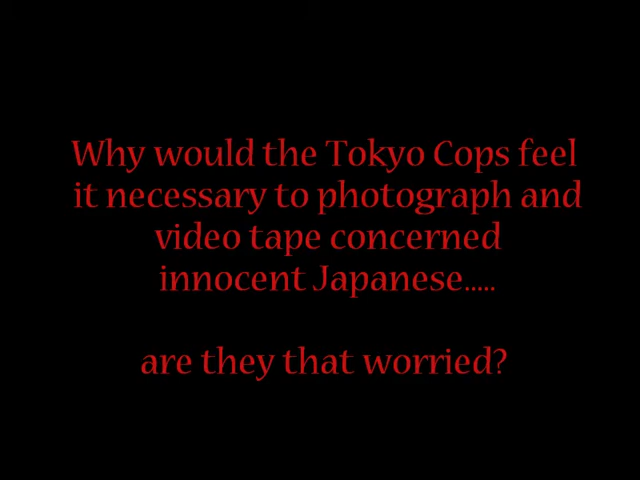 Why would the Tokyo Cops feel
it necessary to photograph and
video tape concerned
innocent Japanese.....
are they that worried?